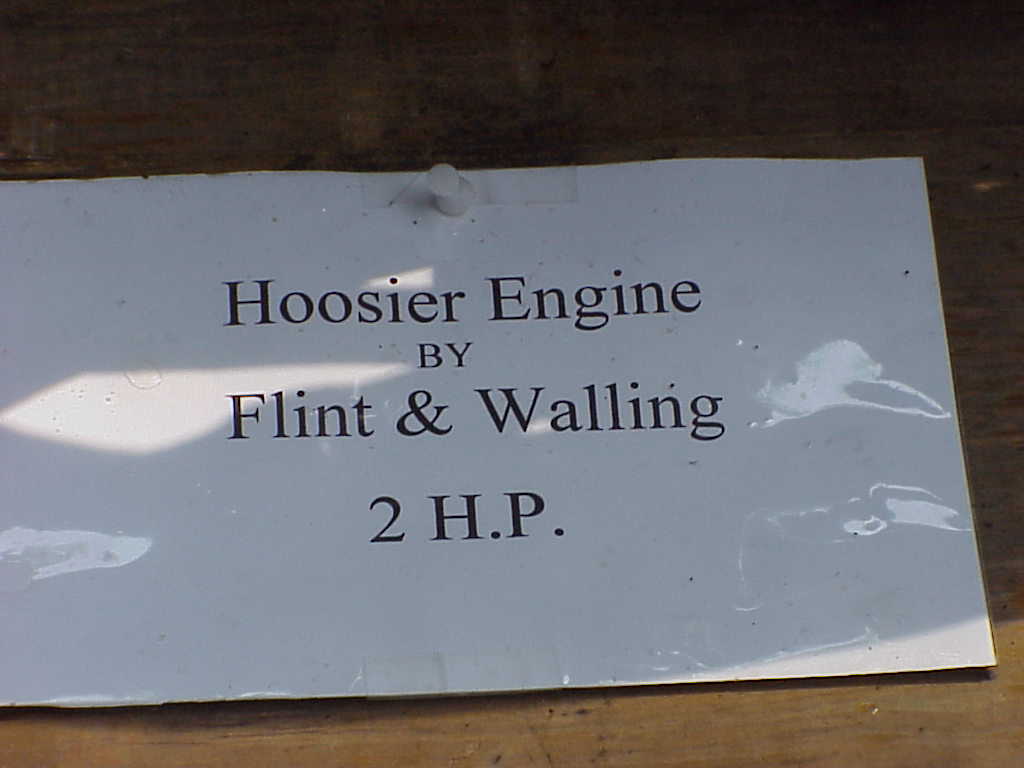 Hoosier Engine
BY
Flint & Walling
2 H.P.